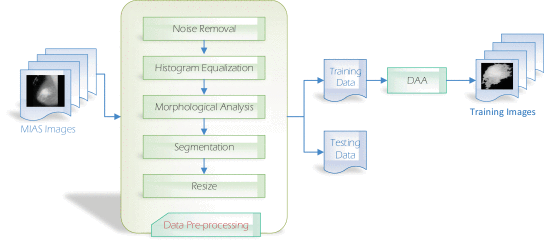 Noise Removal
Histogram Equalization
Morphological Analysis
Segmentation
Resize
Data Pre-processing
MIAS Images
Training
Data
DAA
Training Images
Testing
Data